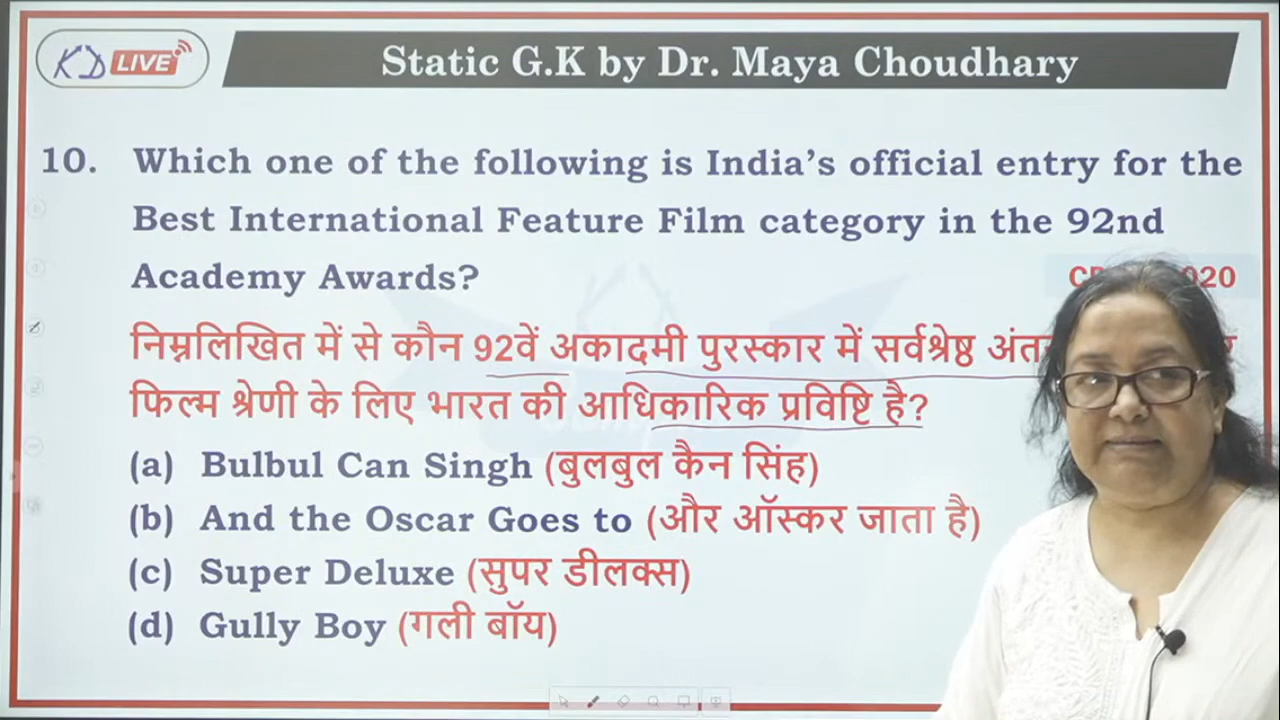 KD LIVE
Static G.K by Dr. Maya Choudhary
10. Which one of the following is India's official entry for the
Best International Feature Film category in the 92nd
Academy Awards?
निम्नलिखित में से कौन 92वें अकादमी पुरस्कार में सर्वश्रेष्ठ
फिल्म श्रेणी के लिए भारत की आधिकारिक प्रविष्टि है?
(a) Bulbul Can Singh (बुलबुल कैन सिंह)
(b) And the Oscar Goes to (और ऑस्कर जाता है)
(c) Super Deluxe (सुपर डीलक्स)
(d) Gully Boy (गली बॉय)